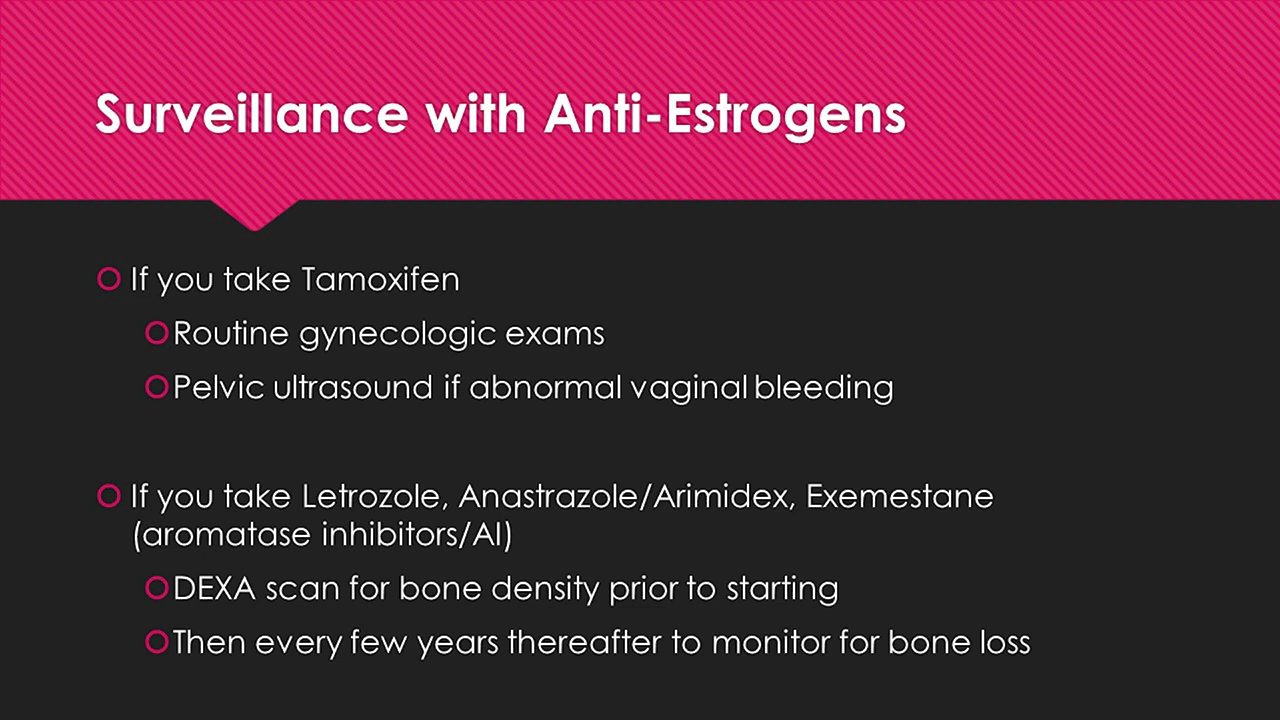 Surveillance with Anti-Estrogens
If you take Tamoxifen
Routine gynecologic exams
Pelvic ultrasound if abnormal vaginal bleeding
If you take Letrozole, Anastrazole/Arimidex, Exemestane
(aromatase inhibitors/AI)
DEXA scan for bone density prior to starting
Then every few years thereafter to monitor for bone loss